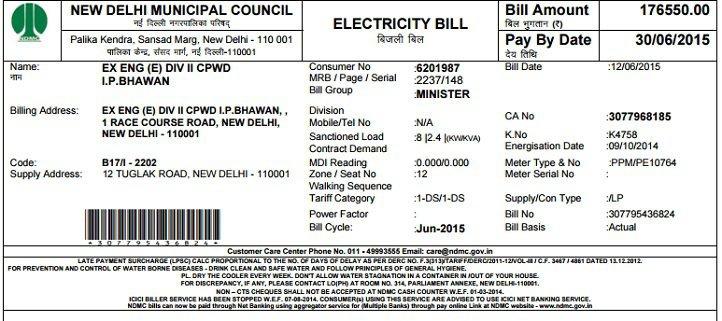 NEW DELHI MUNICIPAL COUNCIL
नई दिल्ली नगरपालिका परिषद्
Palika Kendra, Sansad Marg, New Delhi - 110 001
पालिका केन्द्र, संसद मार्ग, नई दिल्ली-110001
ELECTRICITY BILL
बिजली बिल
Bill Amount 176550.00
बिल भुगतान (₹)
Pay By Date 30/06/2015
देय तिथि
Name: EX ENG (E) DIV II CPWD
नाम I.P.BHAWAN
Billing Address: EX ENG (E) DIV II CPWD I.P.BHAWAN, ,
1 RACE COURSE ROAD, NEW DELHI,
NEW DELHI - 110001
Code: B17/I - 2202
Supply Address: 12 TUGLAK ROAD, NEW DELHI - 110001
*307795436824*
Consumer No :6201987
MRB / Page / Serial :2237/148
Bill Group :MINISTER
Division
Mobile/Tel No :N/A
Sanctioned Load :8 |2.4 |(KW/KVA)
Contract Demand
MDI Reading :0.000/0.000
Zone / Seat No :12
Walking Sequence
Tariff Category :1-DS/1-DS
Power Factor :
Bill Cycle: :Jun-2015
Bill Date :12/06/2015
CA No :3077968185
K.No :K4758
Energisation Date :09/10/2014
Meter Type & No :PPM/PE10764
Meter Serial No :
Supply/Con Type :/LP
Bill No :307795436824
Bill Basis :Actual
Customer Care Center Phone No. 011 - 49993555 Email: care@ndmc.gov.in
LATE PAYMENT SURCHARGE (LPSC) CALC PROPORTIONAL TO THE NO. OF DAYS OF DELAY AS PER DERC NO. F.3(313)/TARIFF/DERC/2011-12/VOL-III / C.F. 3467 / 4861 DATED 13.12.2012.
FOR PREVENTION AND CONTROL OF WATER BORNE DISEASES - DRINK CLEAN AND SAFE WATER AND FOLLOW PRINCIPLES OF GENERAL HYGIENE.
PL. DRY THE COOLER EVERY WEEK. DON'T ALLOW WATER STAGNATION IN A CONTAINER IN /OUT OF YOUR HOUSE.
FOR DISCREPANCY, IF ANY, PLEASE CONTACT LO(PH) AT ROOM NO. 314, PARLIAMENT ANNEXE, NEW DELHI-110001.
NON - CTS CHEQUES SHALL NOT BE ACCEPTED AT NDMC CASH COUNTER W.E.F. 01-03-2014.
ICICI BILLER SERVICE HAS BEEN STOPPED W.E.F. 07-08-2014. CONSUMER(s) USING THIS SERVICE ARE ADVISED TO USE ICICI NET BANKING SERVICE.
NDMC bills can now be paid through Net Banking using aggregator service for (Multiple Banks) through payment option link at NDMC website - www.ndmc.gov.in